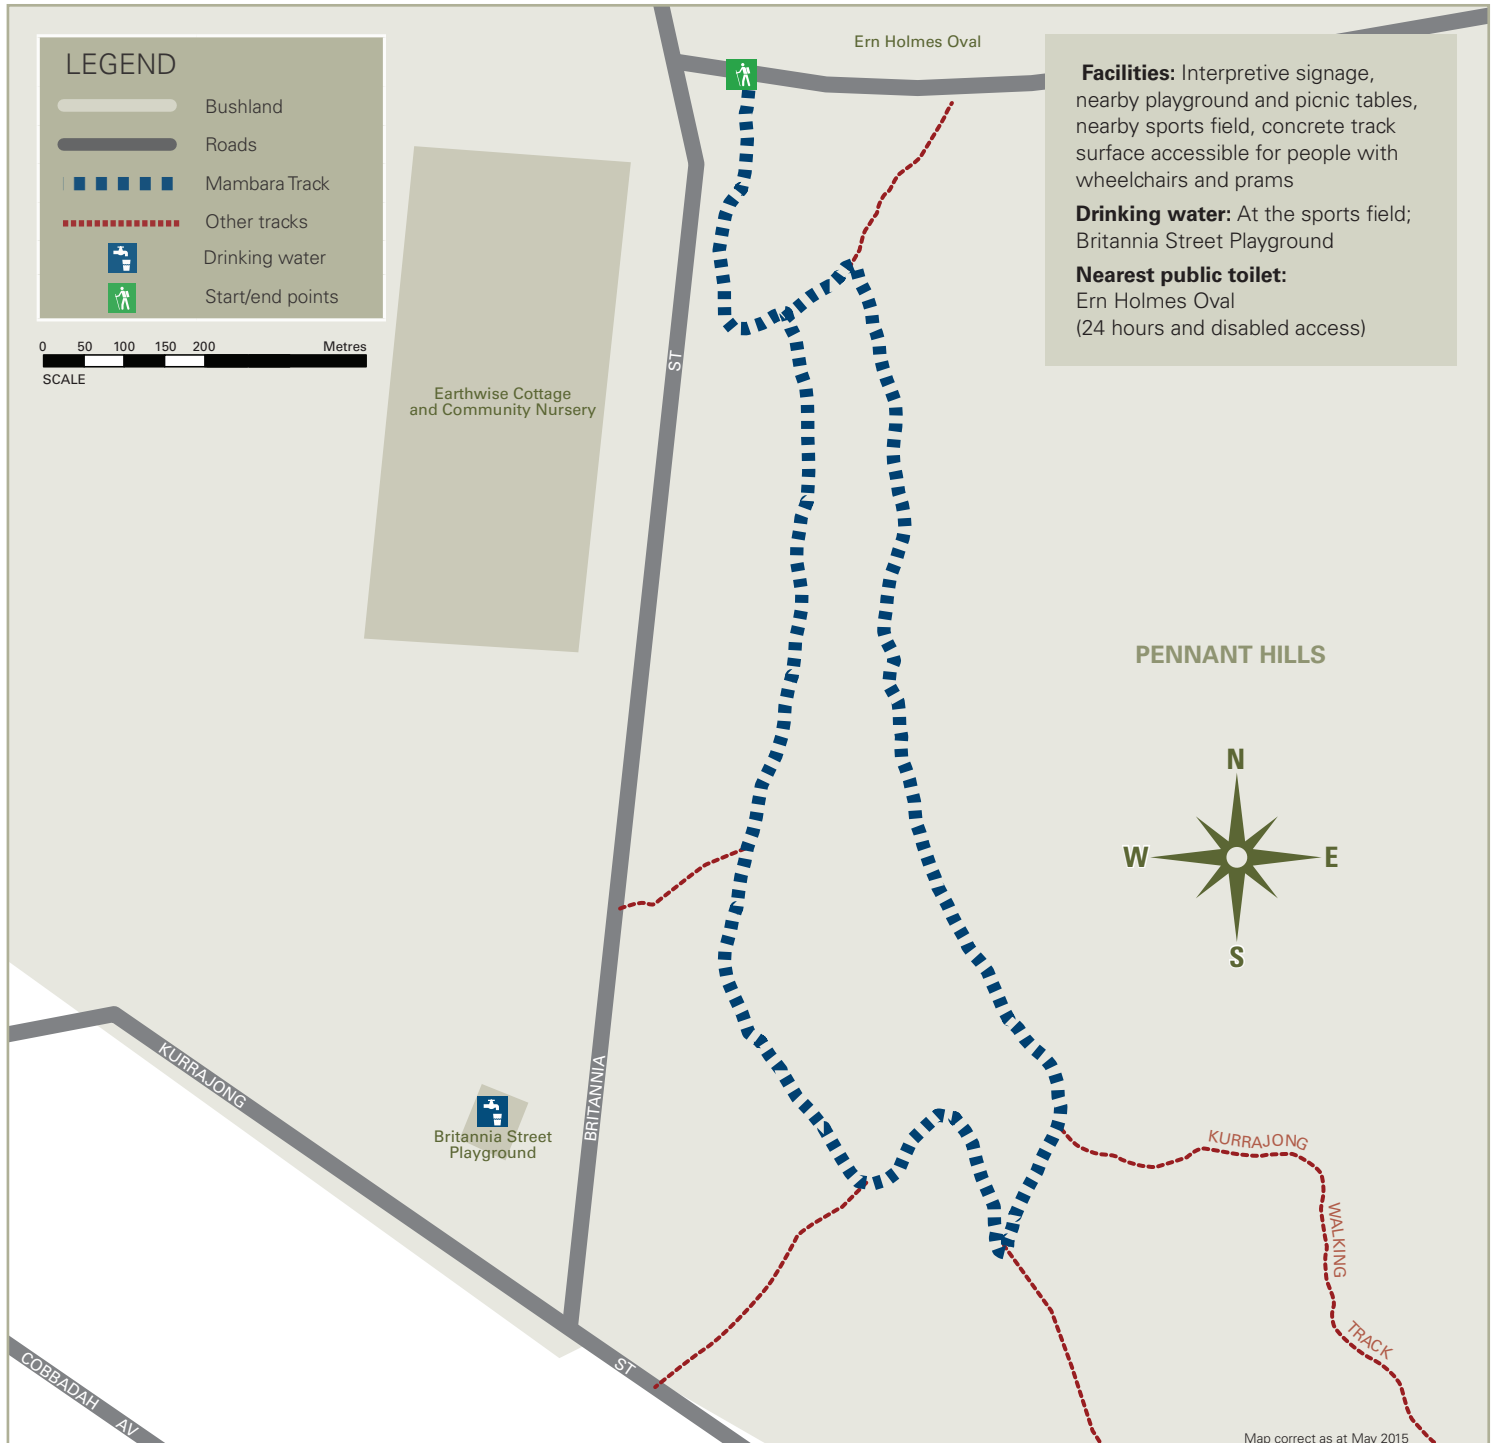 LEGEND
Bushland
Roads
Mambara Track
Other tracks
Drinking water
Start/end points
0 50 100 150 200 Metres
SCALE
Ern Holmes Oval
Facilities: Interpretive signage,
nearby playground and picnic tables,
nearby sports field, concrete track
surface accessible for people with
wheelchairs and prams
Drinking water: At the sports field;
Britannia Street Playground
Nearest public toilet:
Ern Holmes Oval
(24 hours and disabled access)
Earthwise Cottage
and Community Nursery
BRITANNIA ST
PENNANT HILLS
N
W E
S
KURRAJONG ST
Britannia Street
Playground
KURRAJONG WALKING TRACK
COBBADAH AV
Map correct as at May 2015